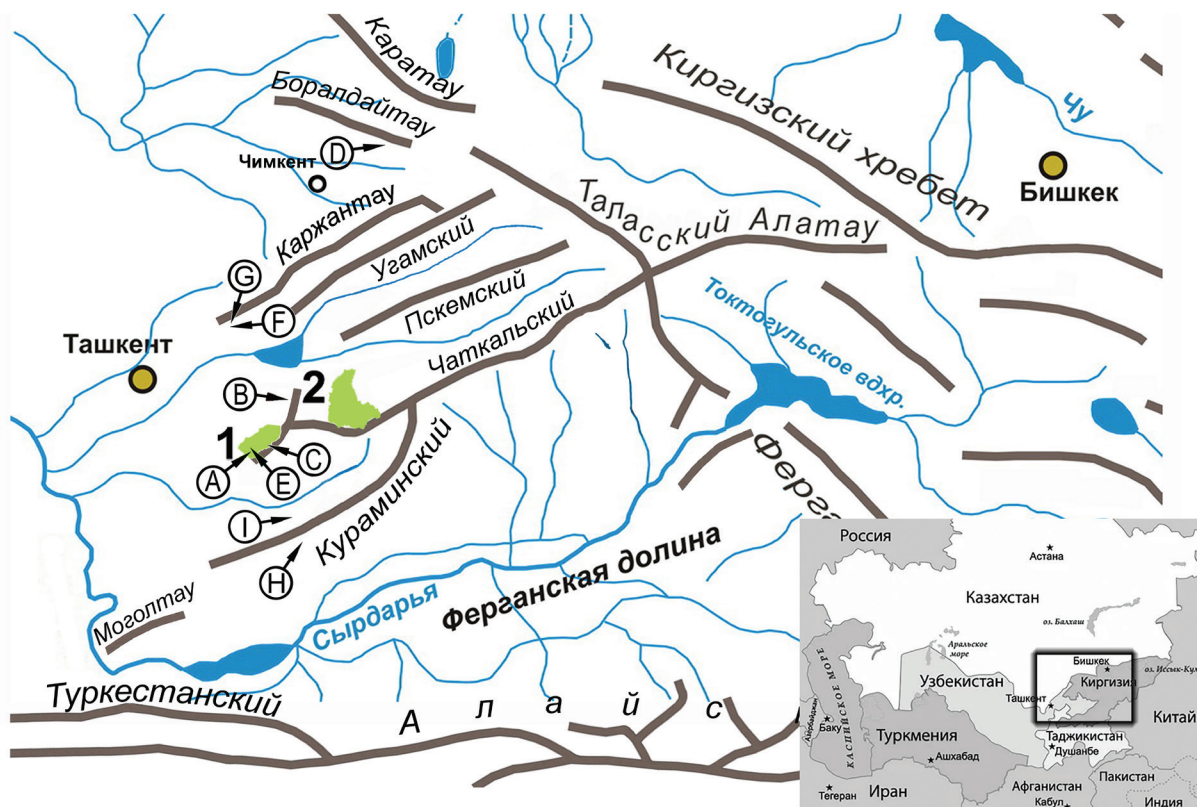 Каратау
Боралдайтау
D
Чимкент
Киргизский хребет
Чу
Бишкек
Таласский Алатау
Каржантау
Угамский
G
F
Пскемский
Ташкент
Чаткальский
Токтогульское вдхр.
B
2
1
A
E
C
I
H
Кураминский
Моголтау
Сырдарья
Ферганская долина
Туркестанский
Россия
Астана
Казахстан
оз. Балхаш
Аральское
море
Бишкек
оз. Иссык-Кул
Узбекистан
Киргизия
Ташкент
КАСПИЙСКОЕ МОРЕ
Азербайджан
Баку
Туркмения
Китай
Таджикистан
Душанбе
Ашхабад
Тегеран
Иран
Афганистан
Кабул
Пакистан
Индия